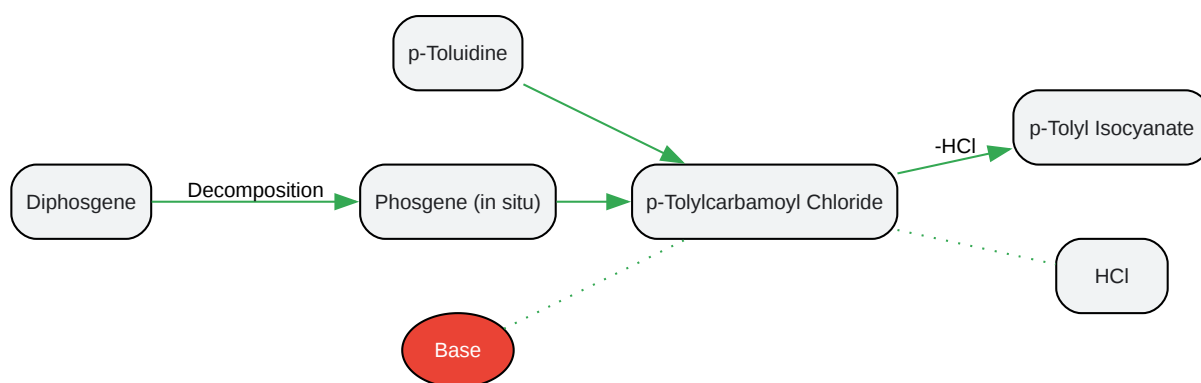 p-Toluidine
p-Tolyl Isocyanate
-HCl
Diphosgene
Decomposition
Phosgene (in situ)
p-Tolylcarbamoyl Chloride
HCl
Base